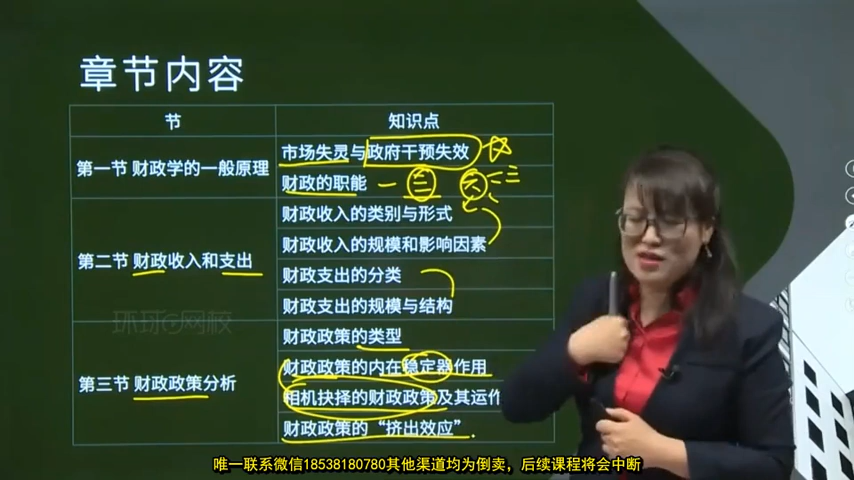 章节内容
节
知识点
第一节 财政学的一般原理
市场失灵与政府干预失效
财政的职能
三
六
三
第二节 财政收入和支出
财政收入的类别与形式
财政收入的规模和影响因素
财政支出的分类
财政支出的规模与结构
环球网校
第三节 财政政策分析
财政政策的类型
财政政策的内在稳定器作用
相机抉择的财政政策及其运作
财政政策的“挤出效应”
唯一联系微信18538180780其他渠道均为倒卖，后续课程将会中断